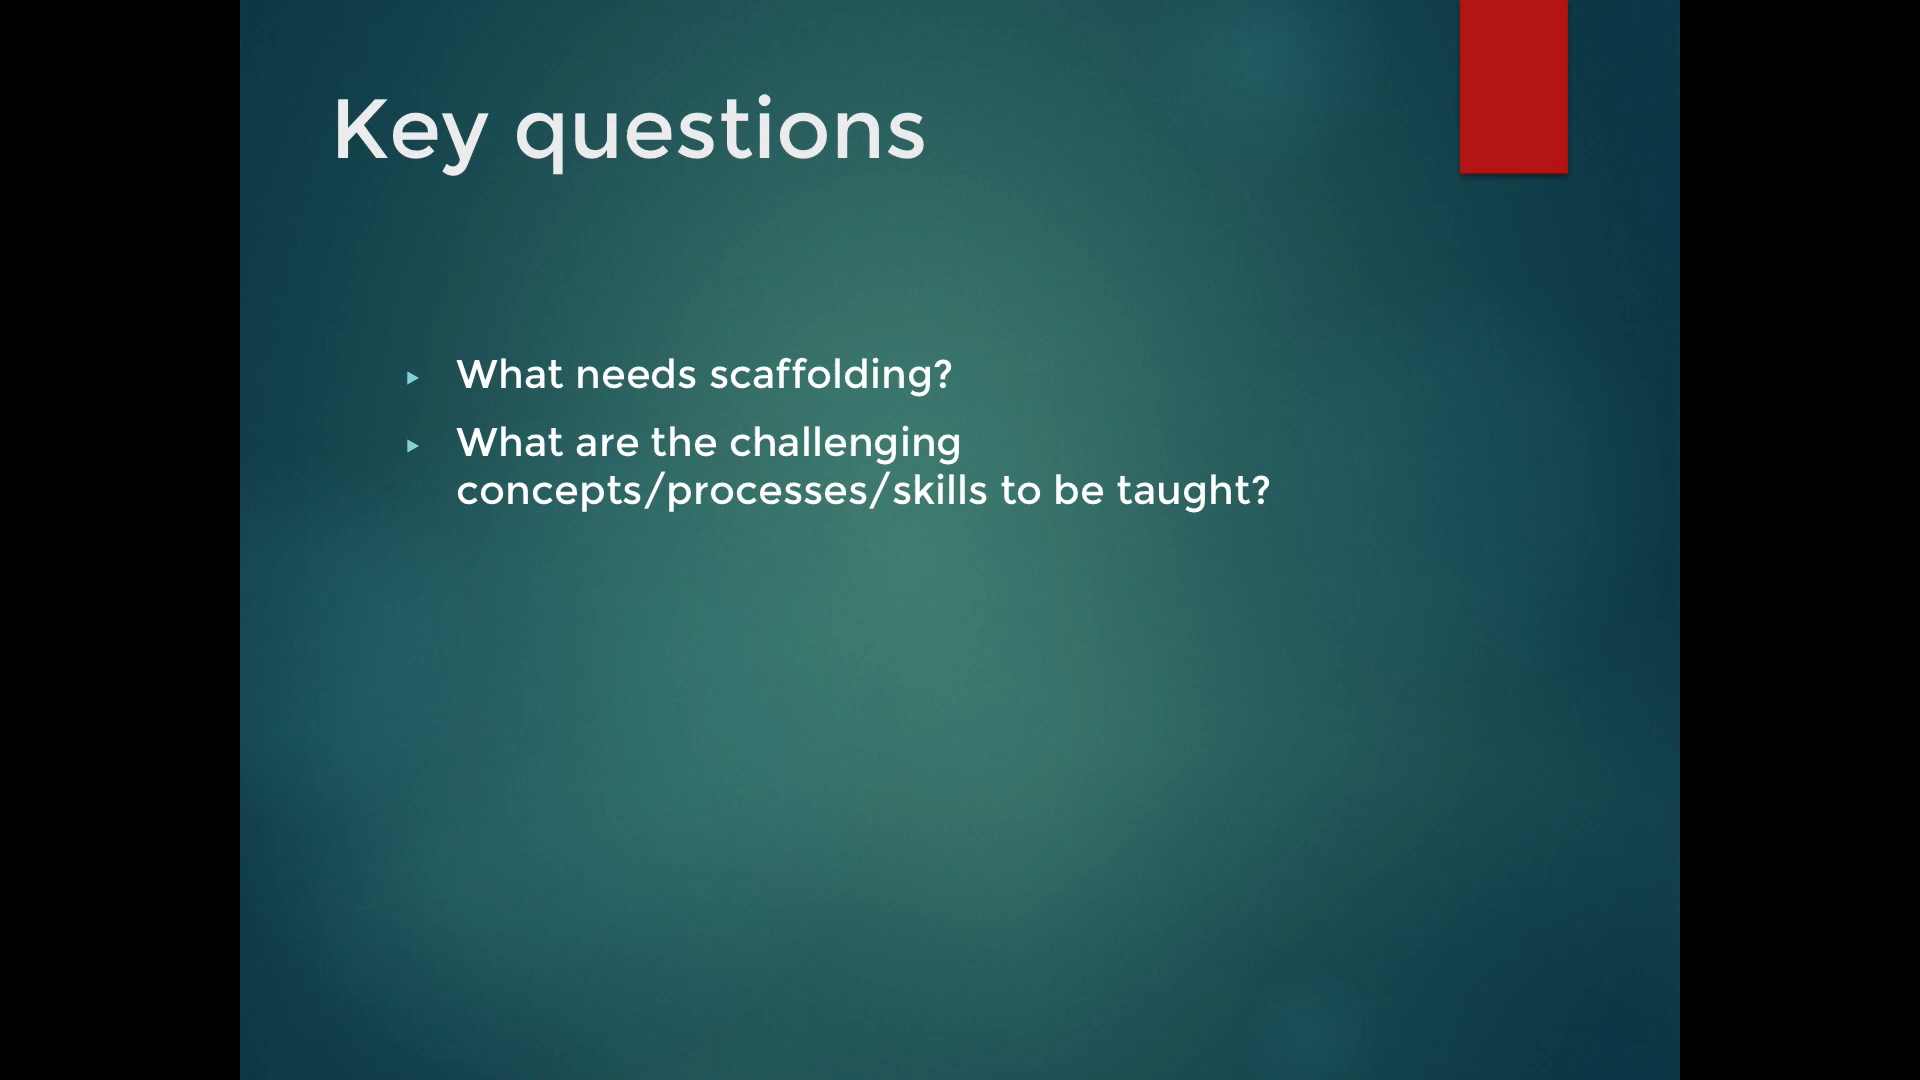 Key questions
What needs scaffolding?
What are the challenging
concepts/processes/skills to be taught?